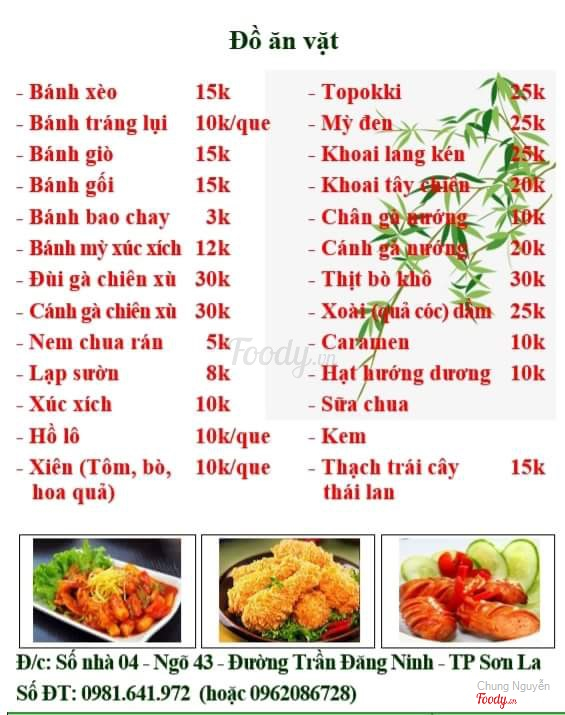 Đồ ăn vặt
- Bánh xèo 15k
- Bánh tráng lụi 10k/que
- Bánh giò 15k
- Bánh gối 15k
- Bánh bao chay 3k
- Bánh mỳ xúc xích 12k
- Đùi gà chiên xù 30k
- Cánh gà chiên xù 30k
- Nem chua rán 5k
- Lạp sườn 8k
- Xúc xích 10k
- Hồ lô 10k/que
- Xiên (Tôm, bò, 10k/que
hoa quả)
- Topokki 25k
- Mỳ đen 25k
- Khoai lang kén 25k
- Khoai tây chiên 20k
- Chân gà nướng 10k
- Cánh gà nướng 20k
- Thịt bò khô 30k
- Xoài (quả cóc) dầm 25k
- Caramen 10k
- Hạt hướng dương 10k
- Sữa chua
- Kem
- Thạch trái cây 15k
thái lan
Foody.vn
Đ/c: Số nhà 04 - Ngõ 43 - Đường Trần Đăng Ninh - TP Sơn La
Số ĐT: 0981.641.972 (hoặc 0962086728)
Chung Nguyễn
Foody.vn